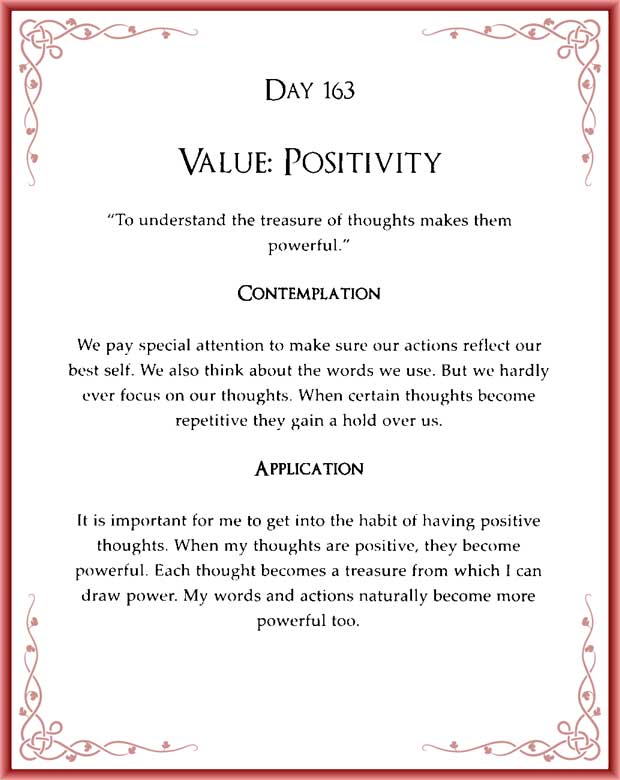 Day 163
Value: Positivity
"To understand the treasure of thoughts makes them
powerful."
Contemplation
We pay special attention to make sure our actions reflect our
best self. We also think about the words we use. But we hardly
ever focus on our thoughts. When certain thoughts become
repetitive they gain a hold over us.
Application
It is important for me to get into the habit of having positive
thoughts. When my thoughts are positive, they become
powerful. Each thought becomes a treasure from which I can
draw power. My words and actions naturally become more
powerful too.